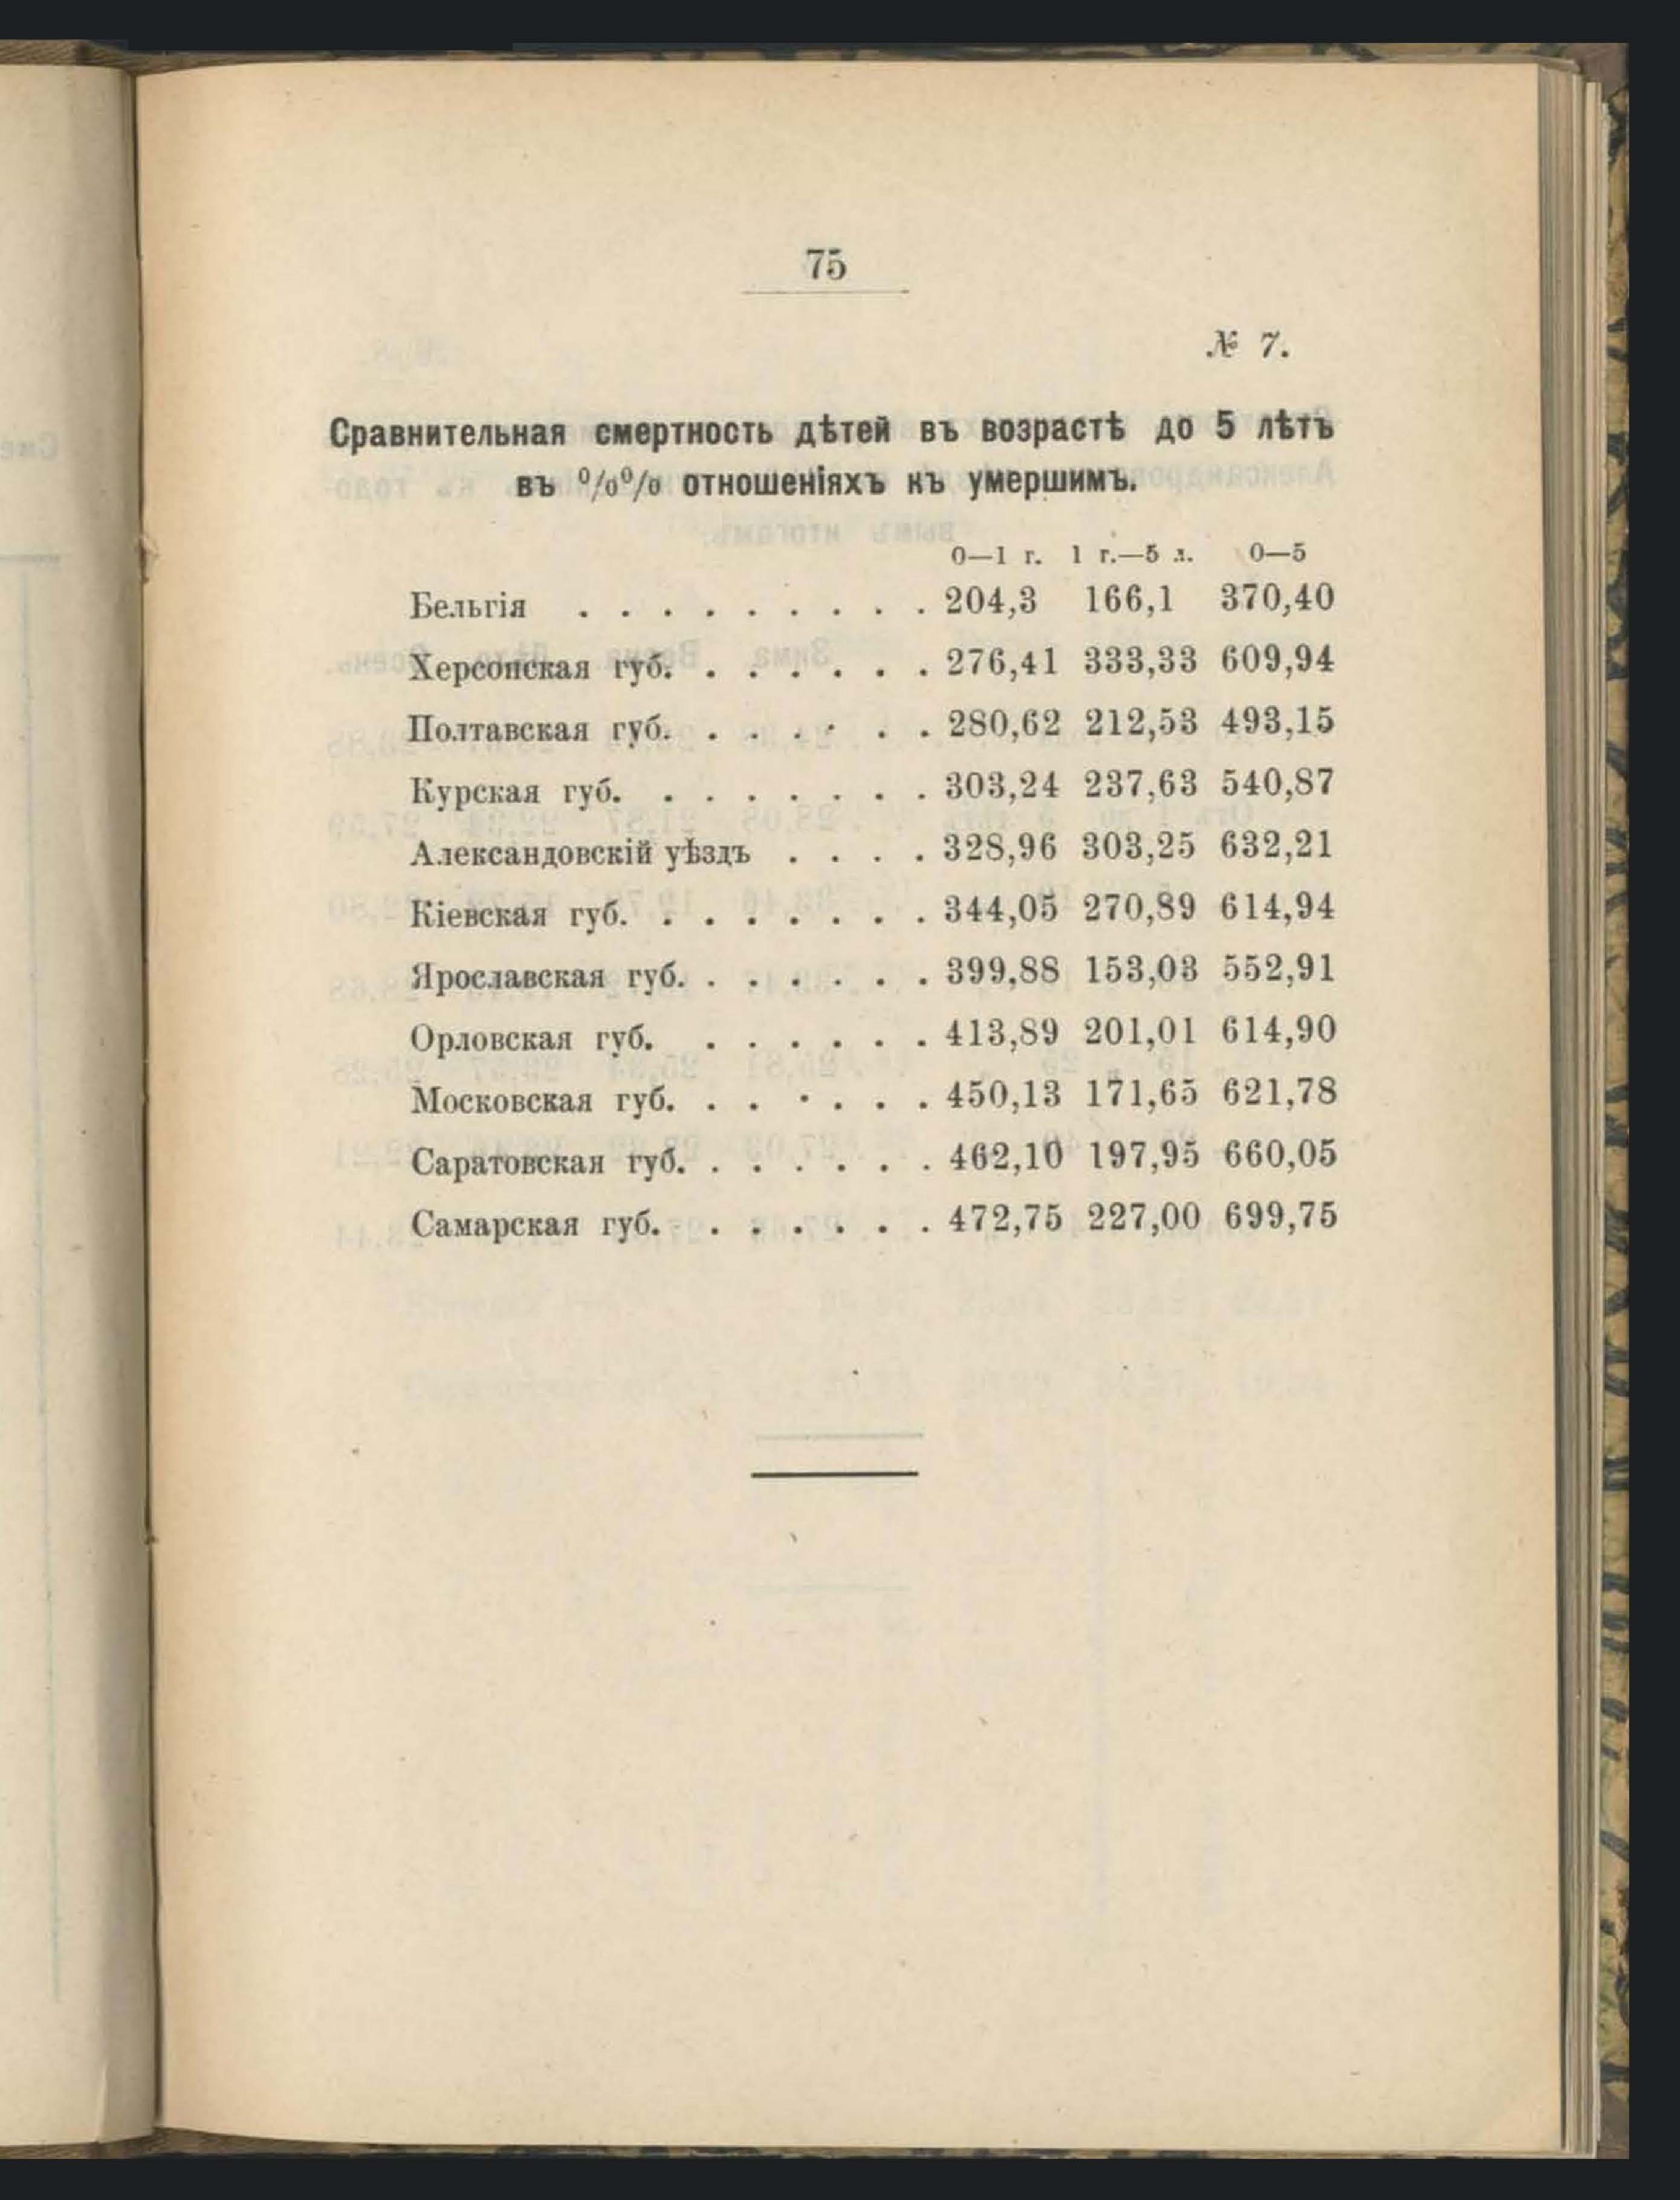 75
№ 7.
Сравнительная смертность дѣтей въ возрастѣ до 5 лѣтъ
въ %% отношеніяхъ къ умершимъ.
0—1 г. 1 г.—5 л. 0—5
Бельгія . . . . . . . . . 204,3 166,1 370,40
Херсонская губ. . . . . . . 276,41 333,33 609,94
Полтавская губ. . . . . . . 280,62 212,53 493,15
Курская губ. . . . . . . . 303,24 237,63 540,87
Александовскій уѣздъ . . . . 328,96 303,25 632,21
Кіевская губ. . . . . . . . 344,05 270,89 614,94
Ярославская губ. . . . . . . 399,88 153,03 552,91
Орловская губ. . . . . . . 413,89 201,01 614,90
Московская губ. . . . . . . 450,13 171,65 621,78
Саратовская губ. . . . . . . 462,10 197,95 660,05
Самарская губ. . . . . . . 472,75 227,00 699,75